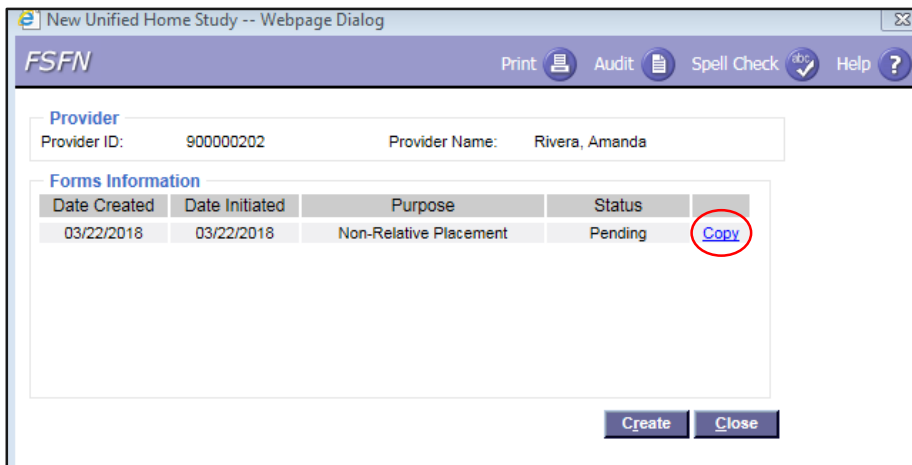 New Unified Home Study -- Webpage Dialog
FSFN Print Audit abc Spell Check Help ?
Provider
Provider ID: 900000202 Provider Name: Rivera, Amanda
Forms Information
Date Created Date Initiated Purpose Status
03/22/2018 03/22/2018 Non-Relative Placement Pending Copy
Create Close